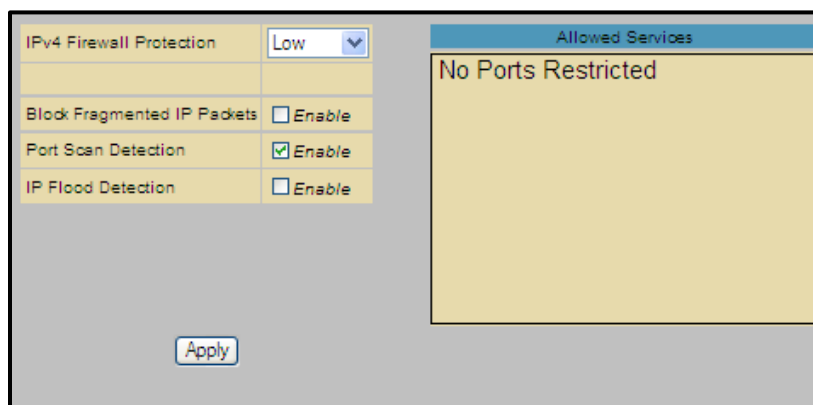 IPv4 Firewall Protection Low
Block Fragmented IP Packets Enable
Port Scan Detection Enable
IP Flood Detection Enable
Apply
Allowed Services
No Ports Restricted